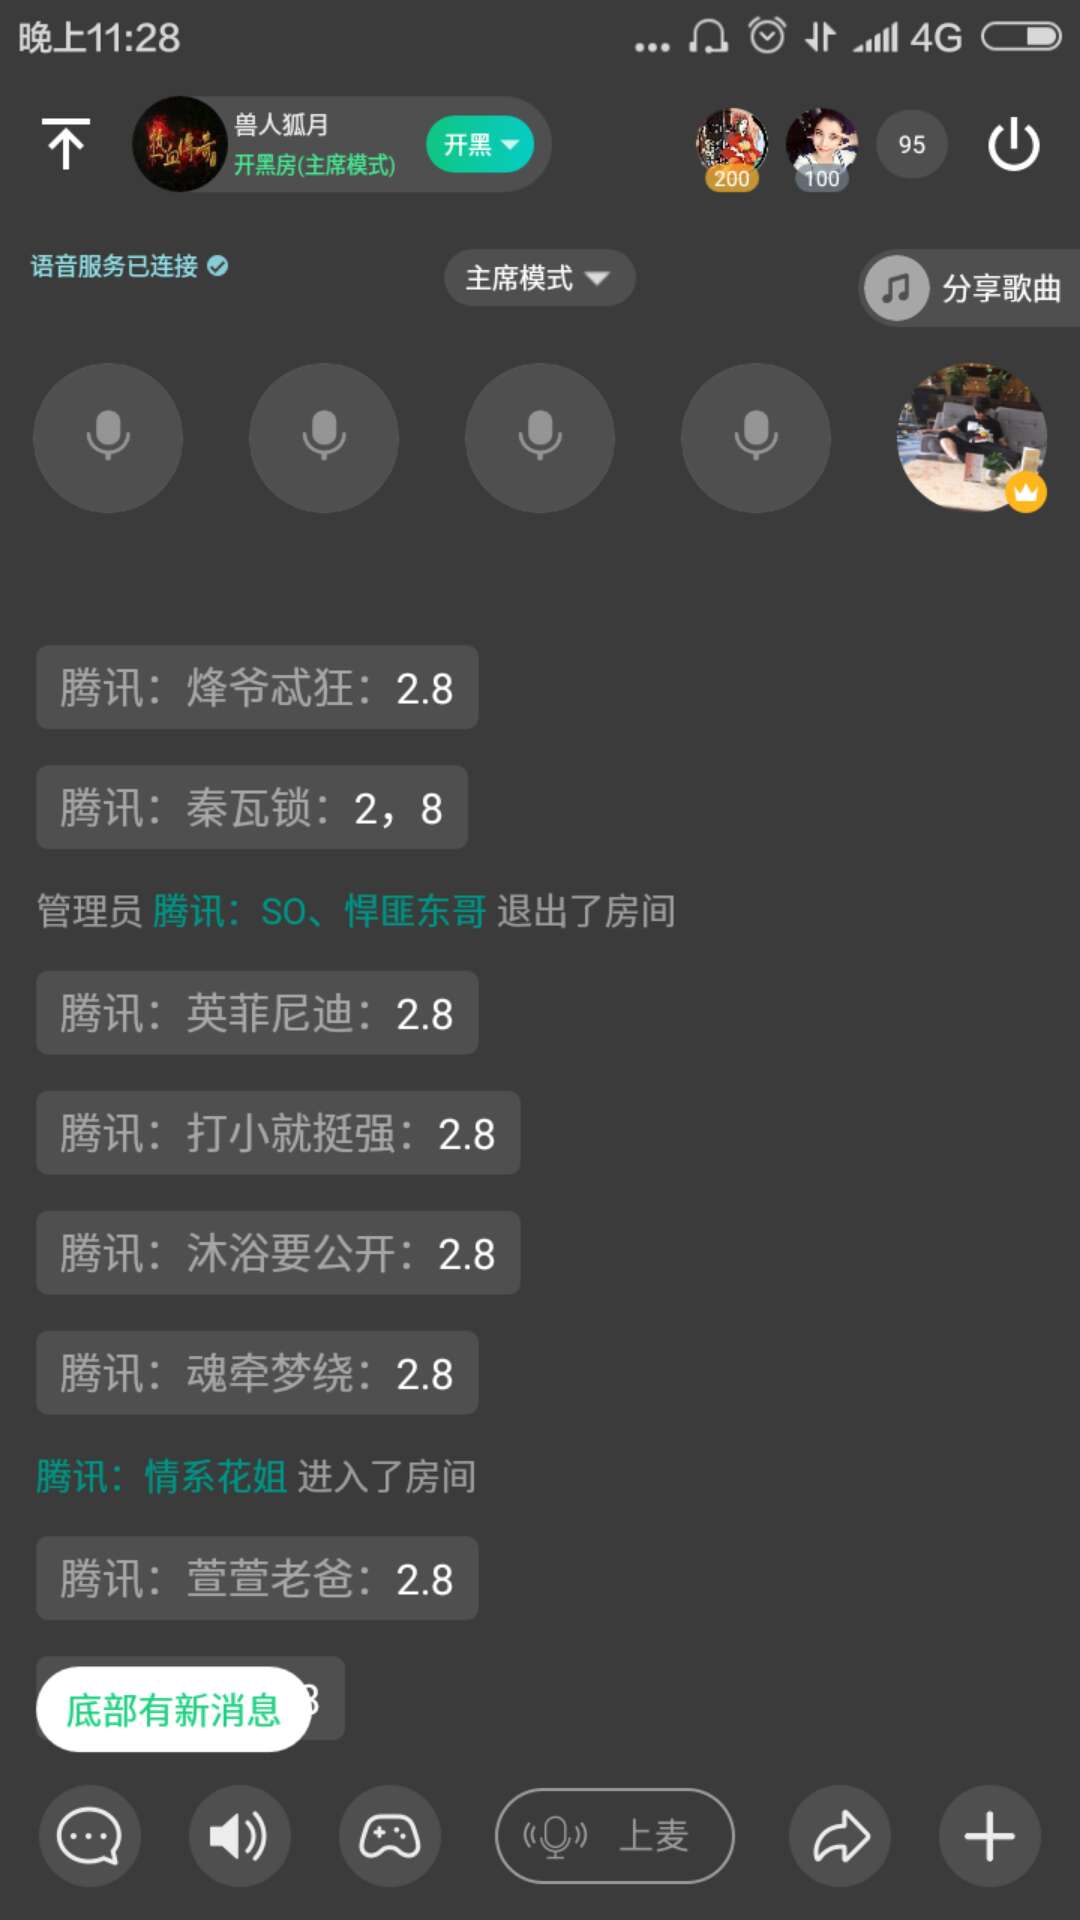 晚上11:28
4G
兽人狐月
开黑房(主席模式)
开黑
200
100
95
热血传奇
语音服务已连接
主席模式
分享歌曲
腾讯：烽爷忒狂：2.8
腾讯：秦瓦锁：2，8
管理员 腾讯：SO、悍匪东哥 退出了房间
腾讯：英菲尼迪：2.8
腾讯：打小就挺强：2.8
腾讯：沐浴要公开：2.8
腾讯：魂牵梦绕：2.8
腾讯：情系花姐 进入了房间
腾讯：萱萱老爸：2.8
底部有新消息
上麦